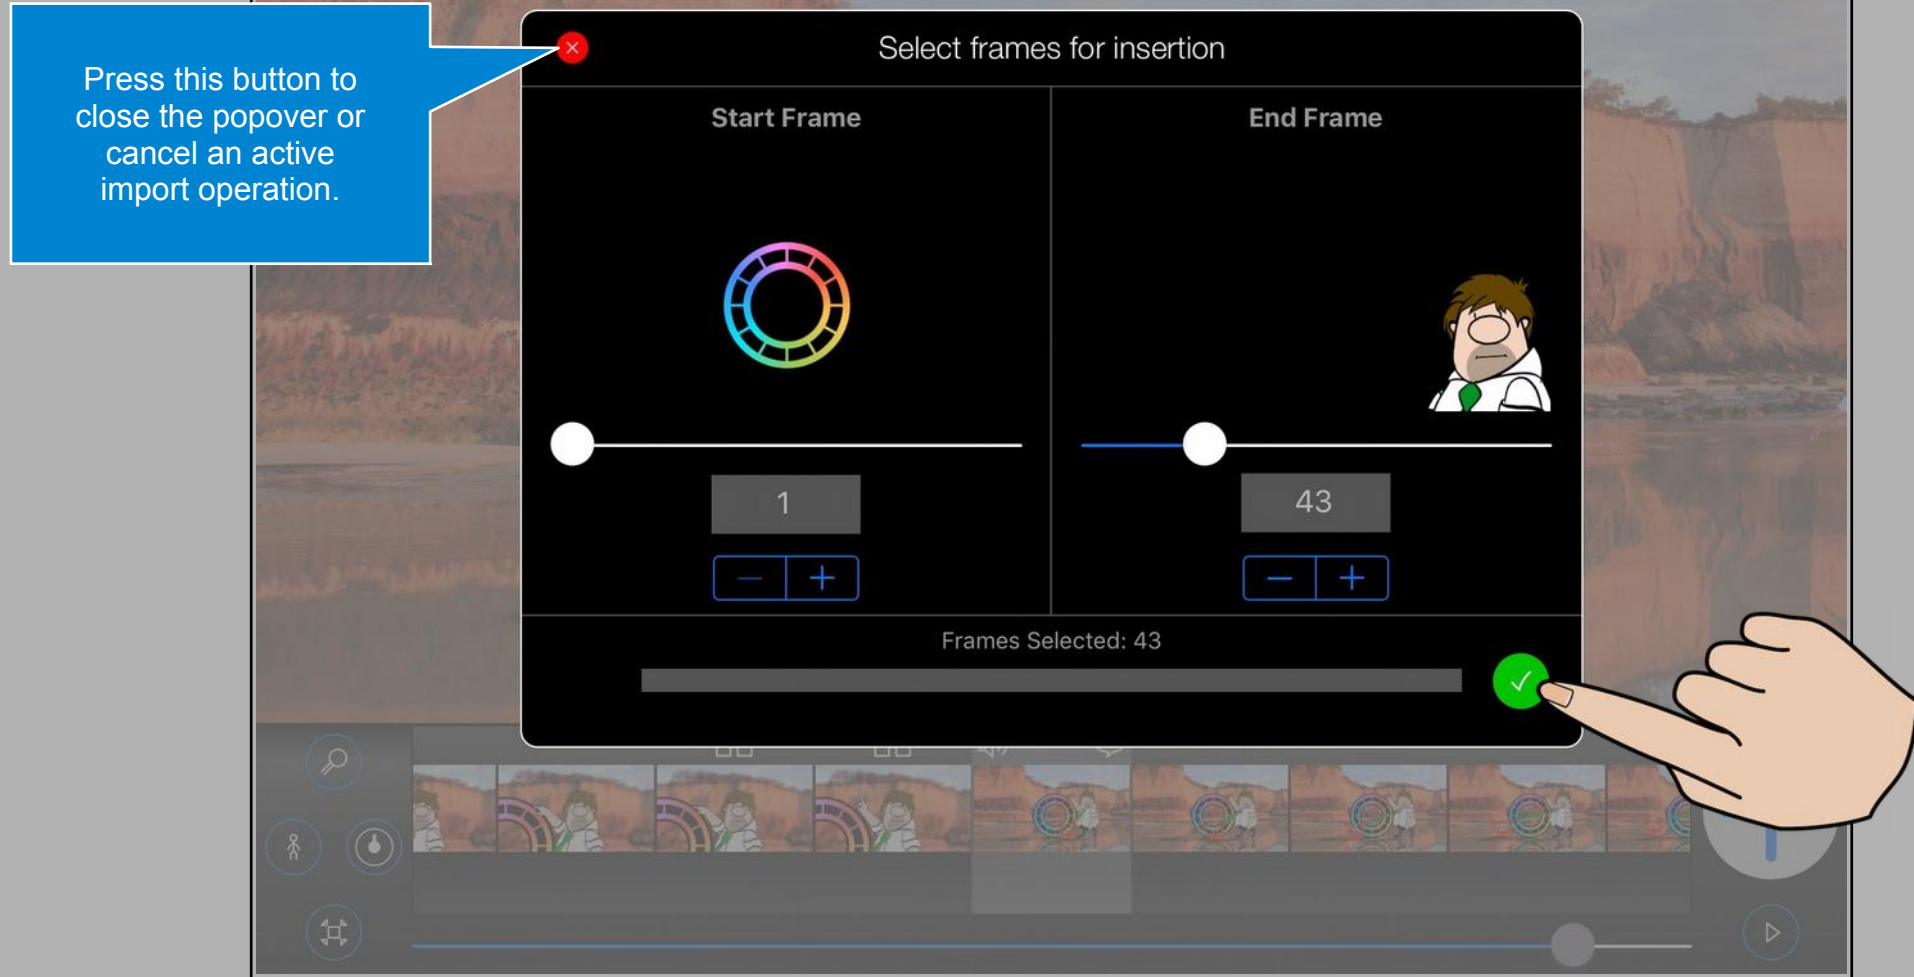 Press this button to
close the popover or
cancel an active
import operation.
Select frames for insertion
Start Frame
End Frame
1
43
Frames Selected: 43